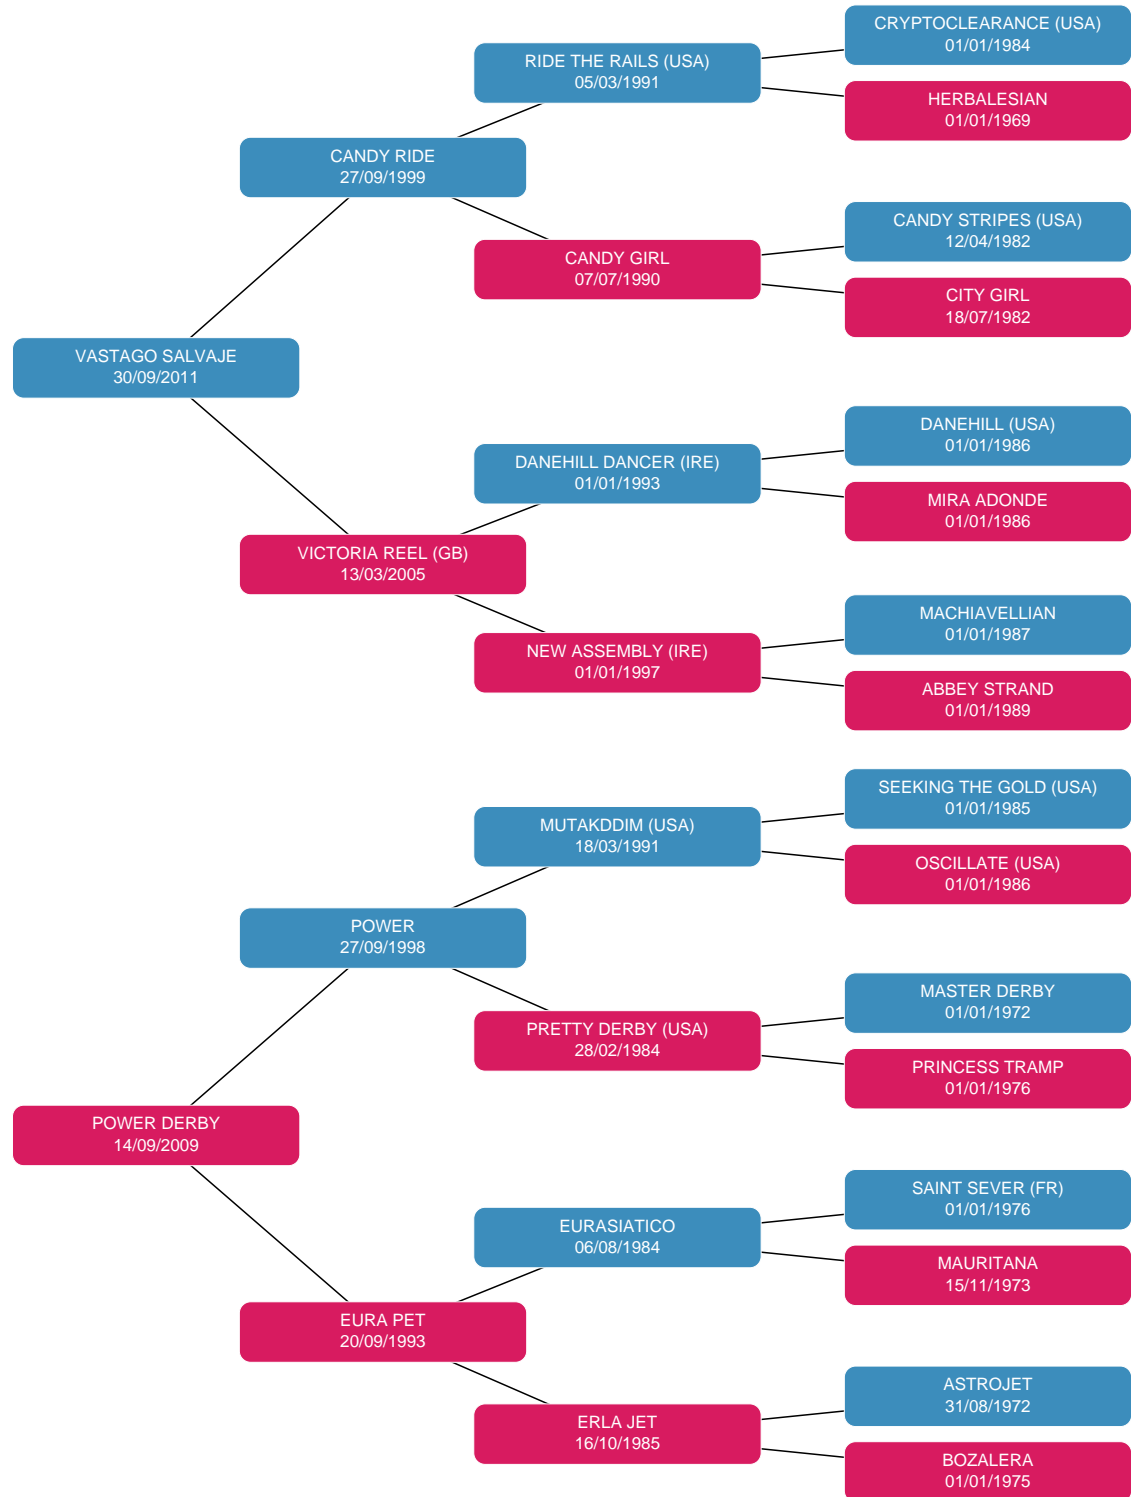 CRYPTOCLEARANCE (USA)
01/01/1984
RIDE THE RAILS (USA)
05/03/1991
HERBALESIAN
01/01/1969
CANDY RIDE
27/09/1999
CANDY STRIPES (USA)
12/04/1982
CANDY GIRL
07/07/1990
CITY GIRL
18/07/1982
VASTAGO SALVAJE
30/09/2011
DANEHILL (USA)
01/01/1986
DANEHILL DANCER (IRE)
01/01/1993
MIRA ADONDE
01/01/1986
VICTORIA REEL (GB)
13/03/2005
MACHIAVELLIAN
01/01/1987
NEW ASSEMBLY (IRE)
01/01/1997
ABBEY STRAND
01/01/1989
SEEKING THE GOLD (USA)
01/01/1985
MUTAKDDIM (USA)
18/03/1991
OSCILLATE (USA)
01/01/1986
POWER
27/09/1998
MASTER DERBY
01/01/1972
PRETTY DERBY (USA)
28/02/1984
PRINCESS TRAMP
01/01/1976
POWER DERBY
14/09/2009
SAINT SEVER (FR)
01/01/1976
EURASIATICO
06/08/1984
MAURITANA
15/11/1973
EURA PET
20/09/1993
ASTROJET
31/08/1972
ERLA JET
16/10/1985
BOZALERA
01/01/1975